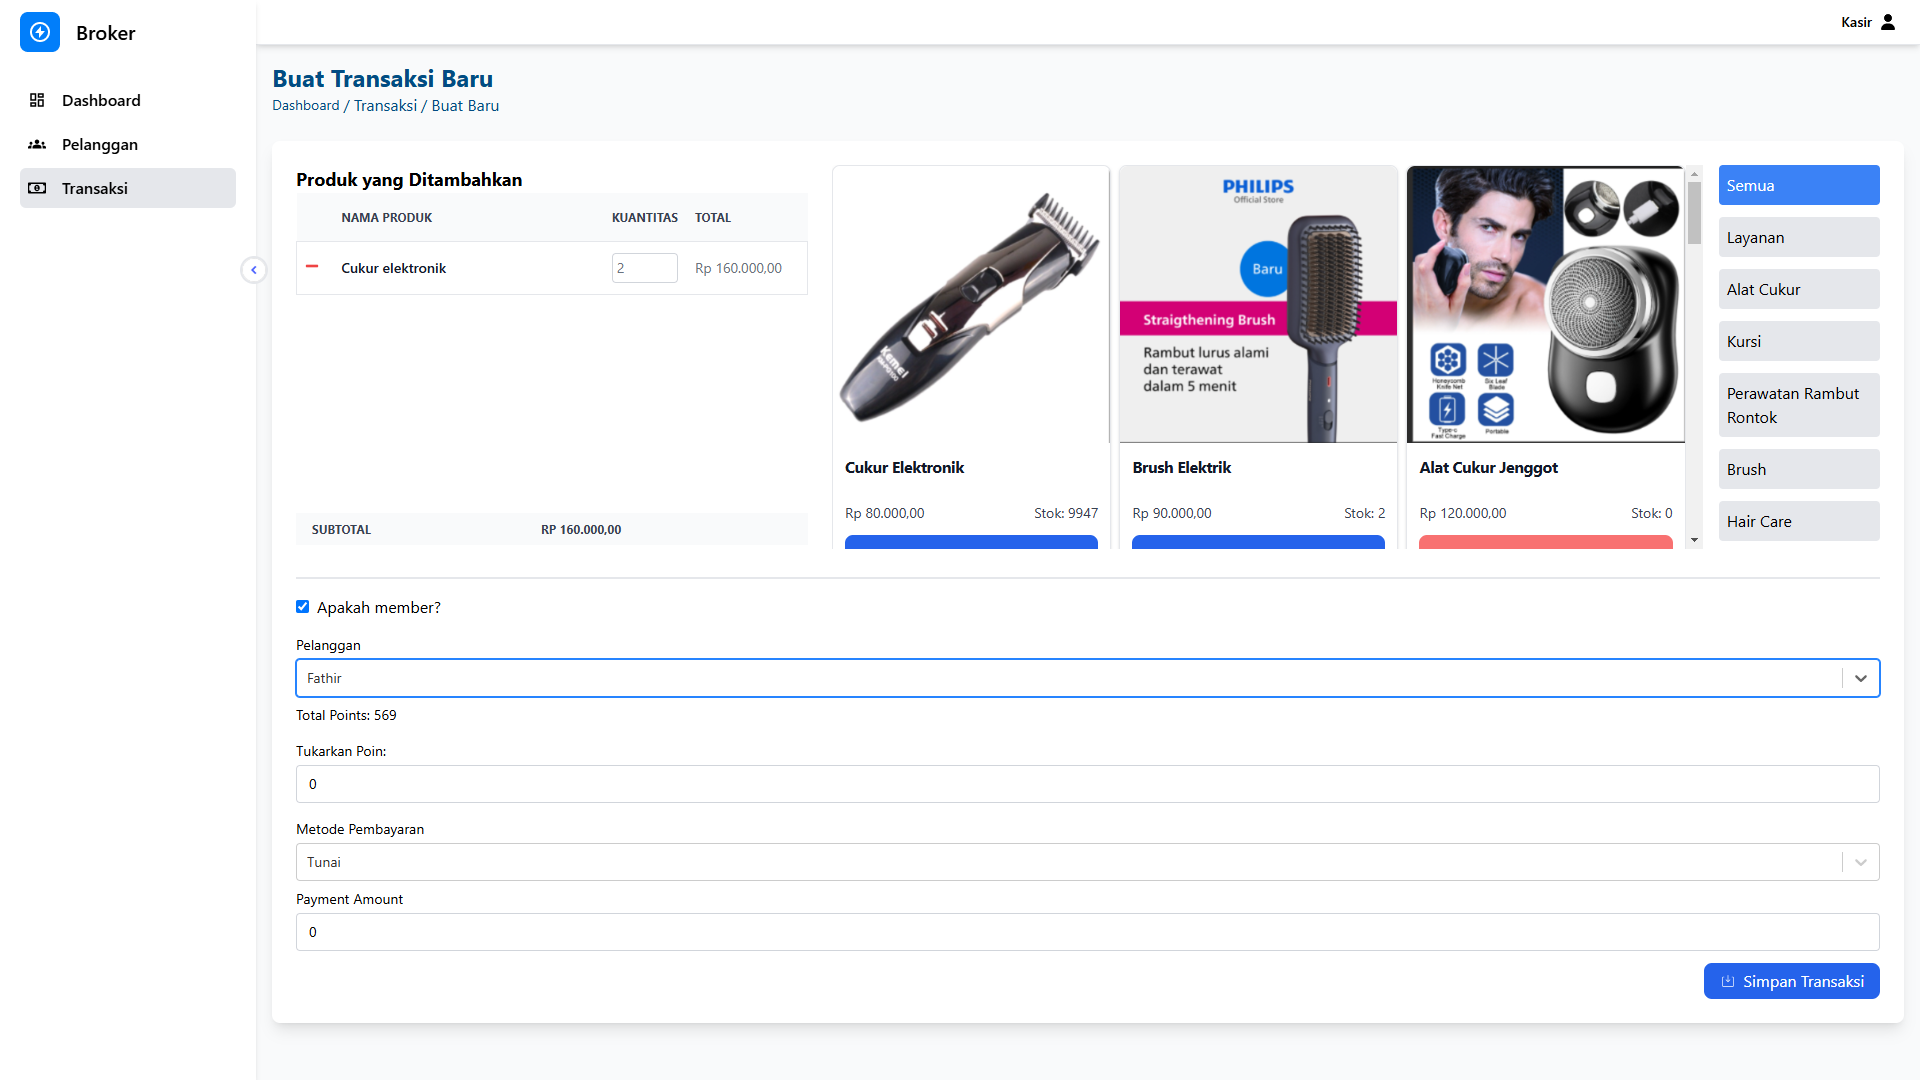 Broker
Kasir
Dashboard
Pelanggan
Transaksi
Buat Transaksi Baru
Dashboard / Transaksi / Buat Baru
Produk yang Ditambahkan
NAMA PRODUK KUANTITAS TOTAL
Cukur elektronik 2 Rp 160.000,00
SUBTOTAL RP 160.000,00
Kemei
Cukur Elektronik
Rp 80.000,00 Stok: 9947
PHILIPS
Official Store
Baru
Straigthening Brush
Rambut lurus alami
dan terawat
dalam 5 menit
Brush Elektrik
Rp 90.000,00 Stok: 2
Honeycomb
Knife Net
Six Leaf
Blade
Type-c
Fast Charge
Portable
Alat Cukur Jenggot
Rp 120.000,00 Stok: 0
Semua
Layanan
Alat Cukur
Kursi
Perawatan Rambut
Rontok
Brush
Hair Care
Apakah member?
Pelanggan
Fathir
Total Points: 569
Tukarkan Poin:
0
Metode Pembayaran
Tunai
Payment Amount
0
Simpan Transaksi